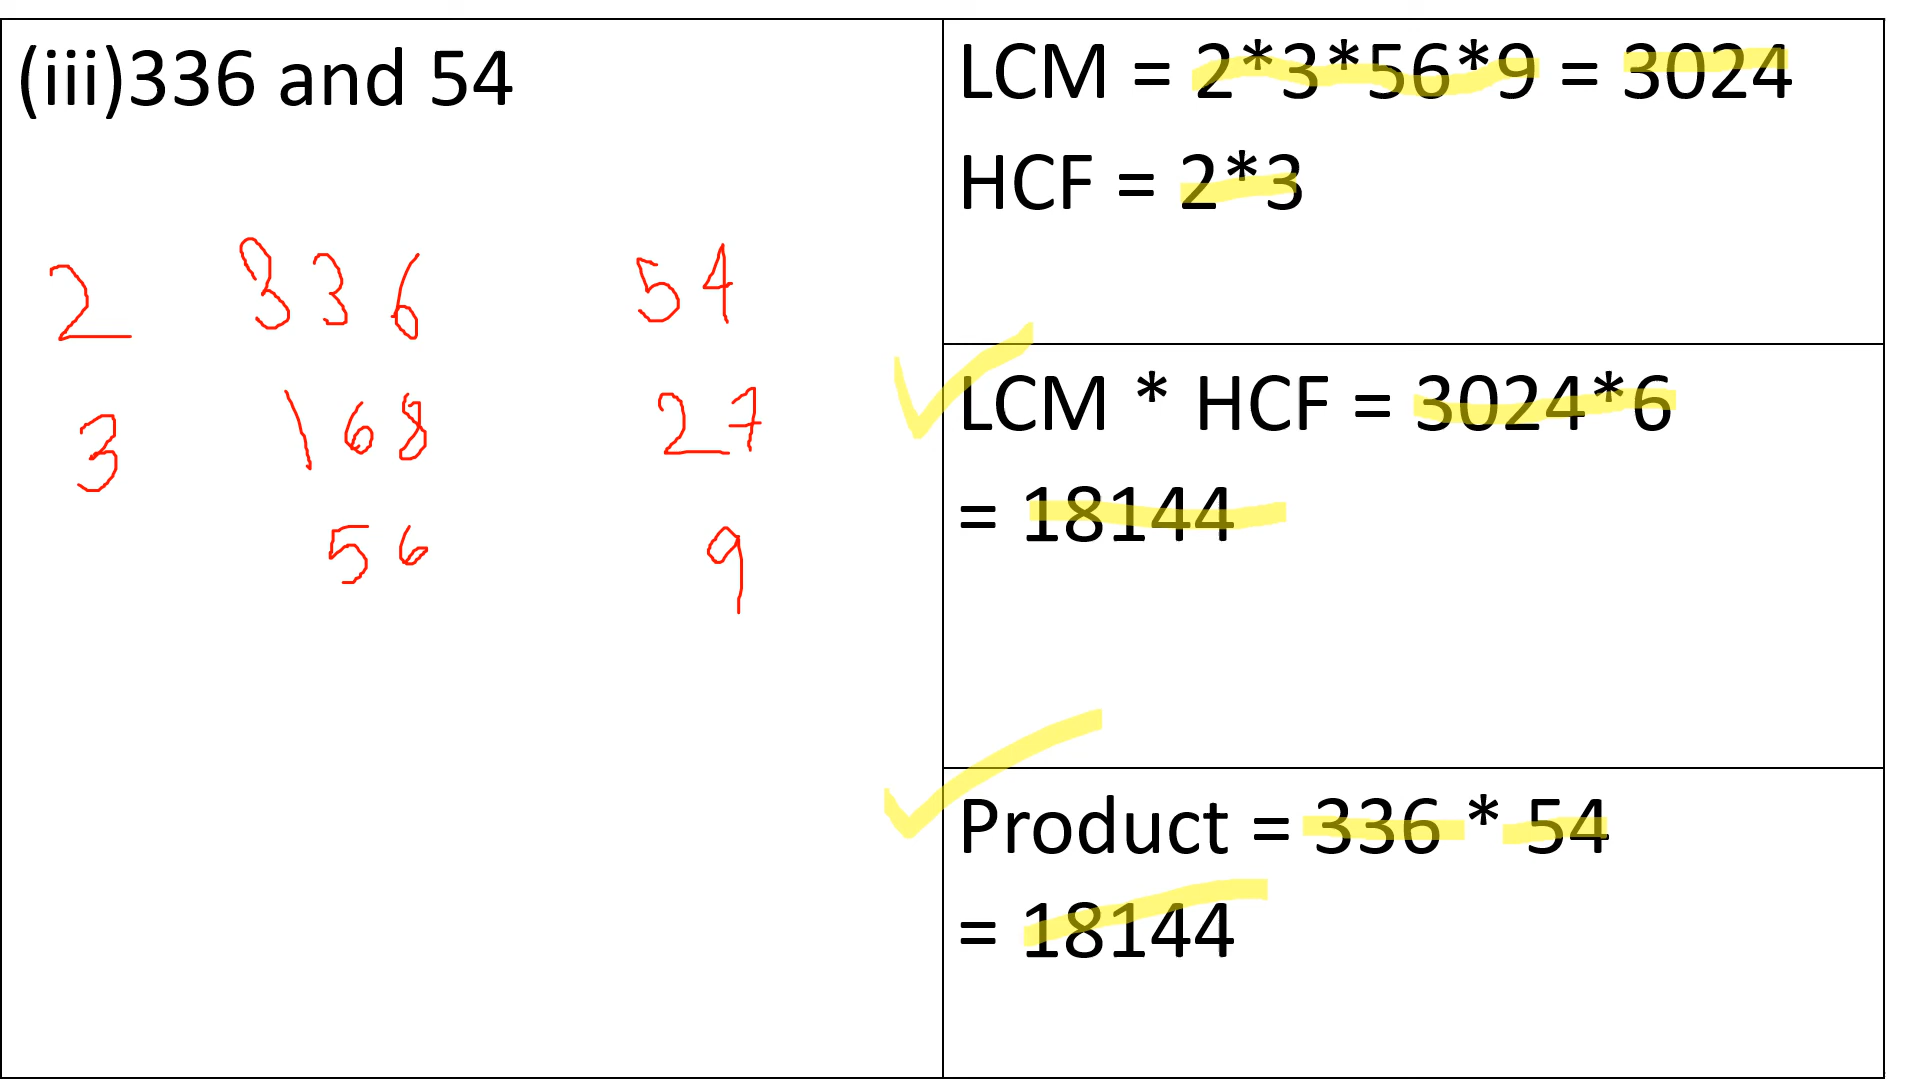 (iii)336 and 54
2 336 54
3 168 27
56 9
LCM = 2*3*56*9 = 3024
HCF = 2*3
LCM * HCF = 3024*6
= 18144
Product = 336 * 54
= 18144